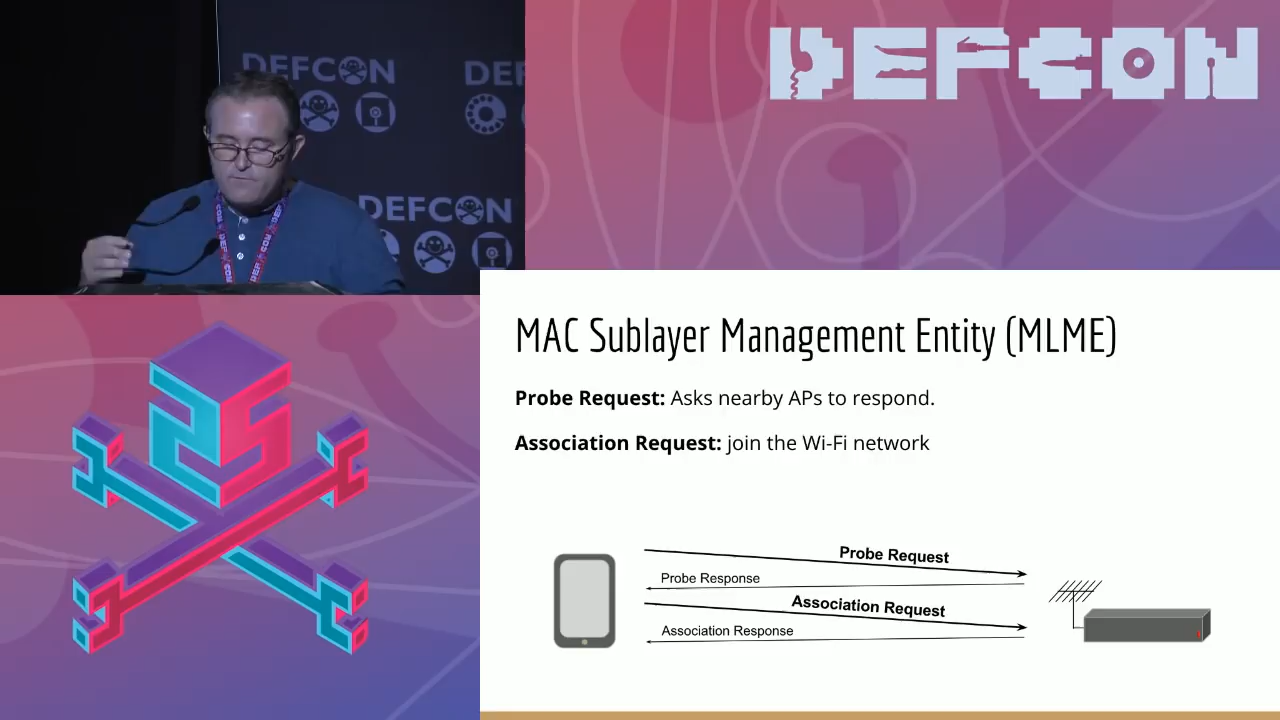 DEFCON
DEFCON
DEF
DEFCON
DEFCON
MAC Sublayer Management Entity (MLME)
Probe Request: Asks nearby APs to respond.
Association Request: join the Wi-Fi network
Probe Request
Probe Response
Association Request
Association Response